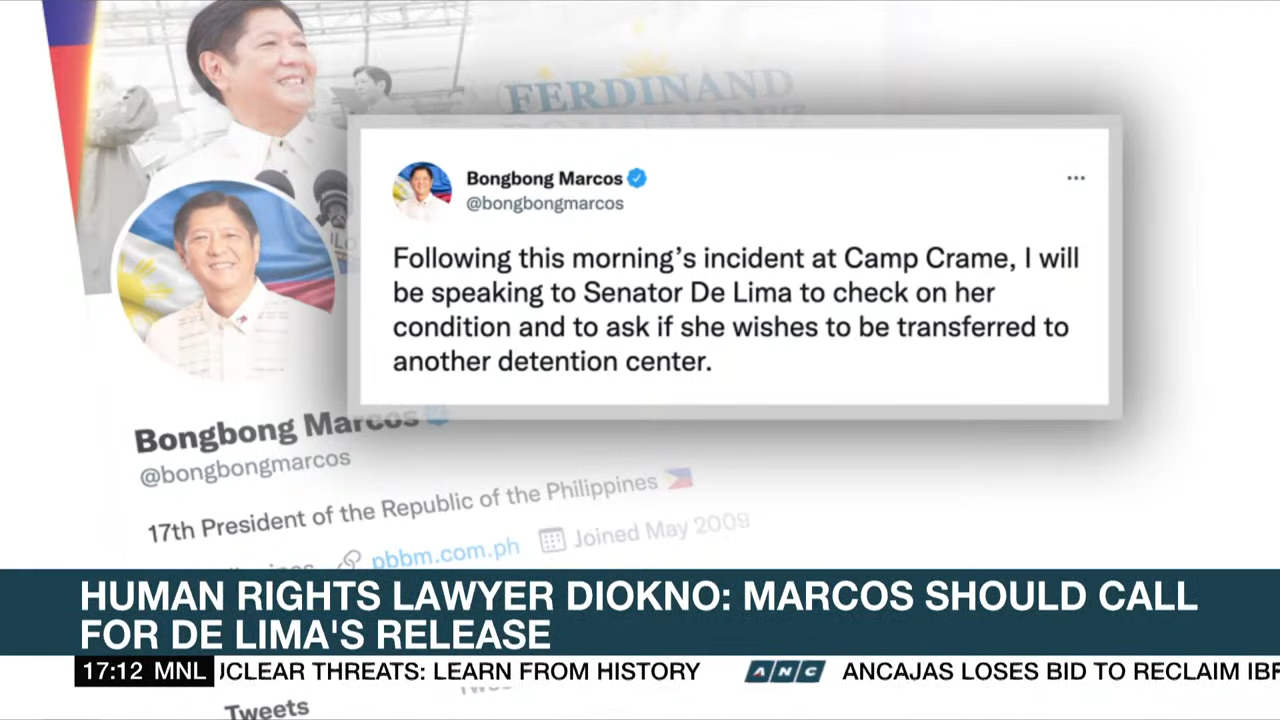 FERDINAND
Bongbong Marcos
@bongbongmarcos
Following this morning's incident at Camp Crame, I will
be speaking to Senator De Lima to check on her
condition and to ask if she wishes to be transferred to
another detention center.
Bongbong Marcos
@bongbongmarcos
17th President of the Republic of the Philippines
pbbm.com.ph Joined May 2009
HUMAN RIGHTS LAWYER DIOKNO: MARCOS SHOULD CALL
FOR DE LIMA'S RELEASE
17:12 MNL UCLEAR THREATS: LEARN FROM HISTORY ANC ANCAJAS LOSES BID TO RECLAIM IBF
Tweets